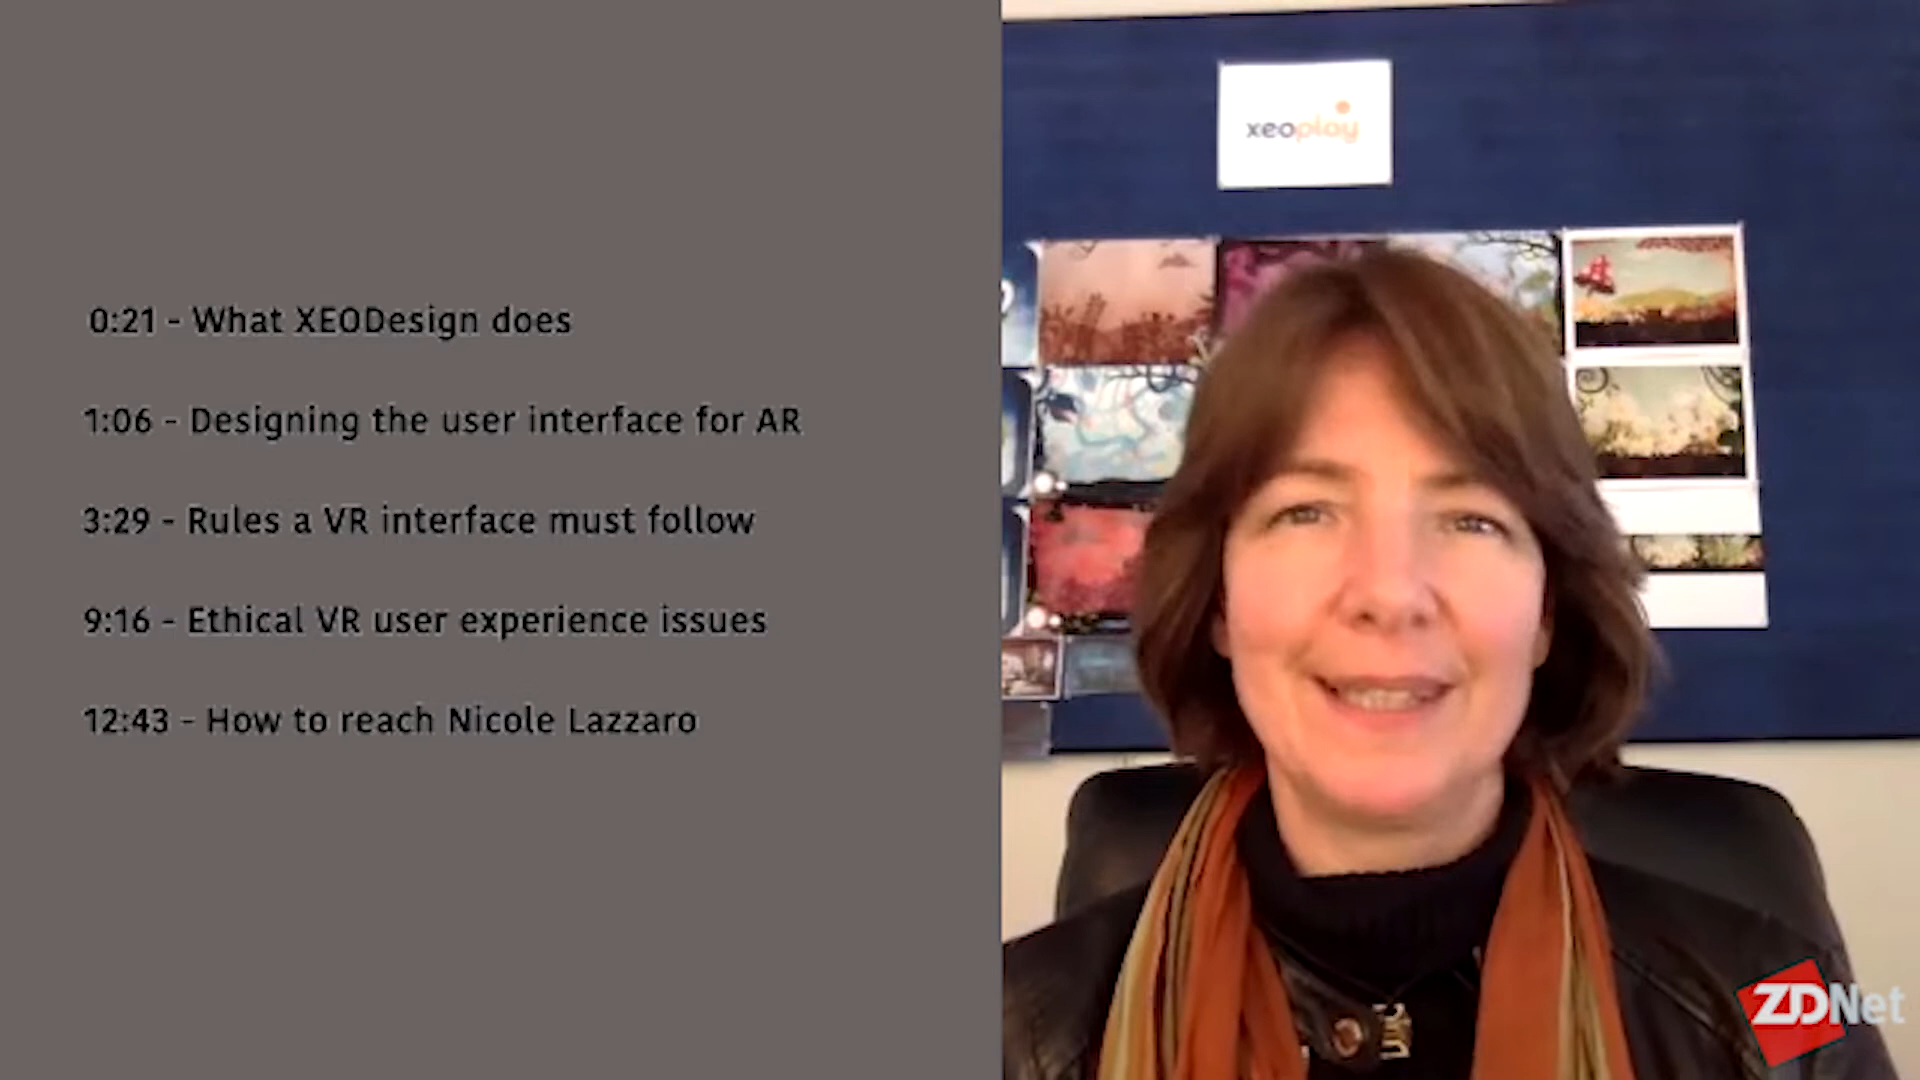 0:21 - What XEODesign does
1:06 - Designing the user interface for AR
3:29 - Rules a VR interface must follow
9:16 - Ethical VR user experience issues
12:43 - How to reach Nicole Lazzaro
xeoplay
ZDNet